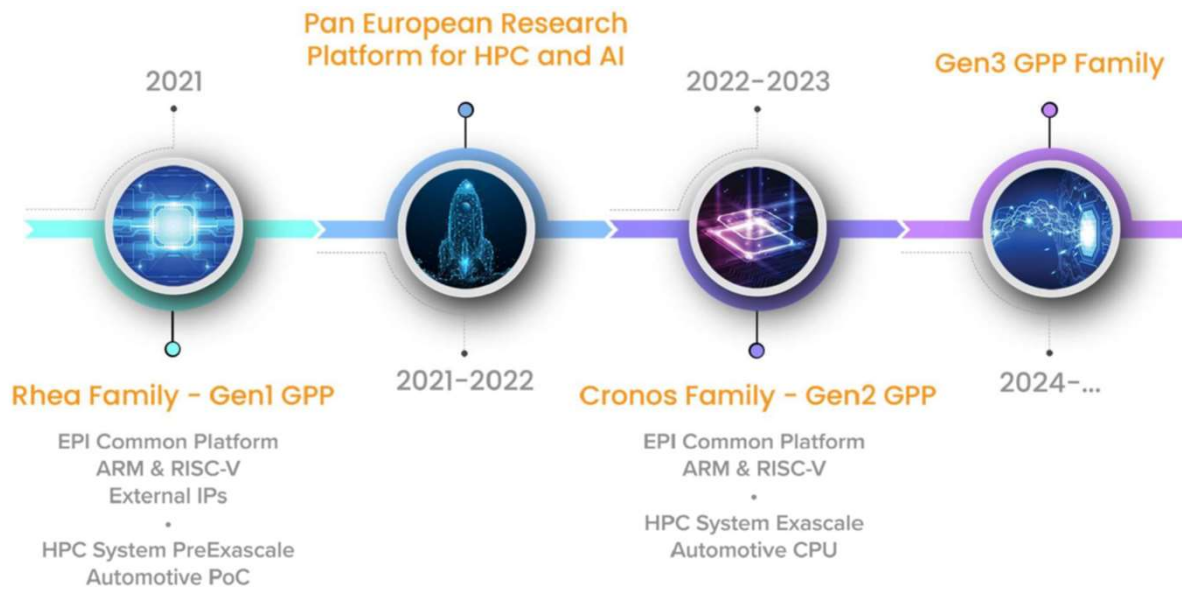 2021
Rhea Family - Gen1 GPP
EPI Common Platform
ARM & RISC-V
External IPs
•
HPC System PreExascale
Automotive PoC
Pan European Research
Platform for HPC and AI
2021-2022
2022-2023
Cronos Family - Gen2 GPP
EPI Common Platform
ARM & RISC-V
•
HPC System Exascale
Automotive CPU
Gen3 GPP Family
2024-...